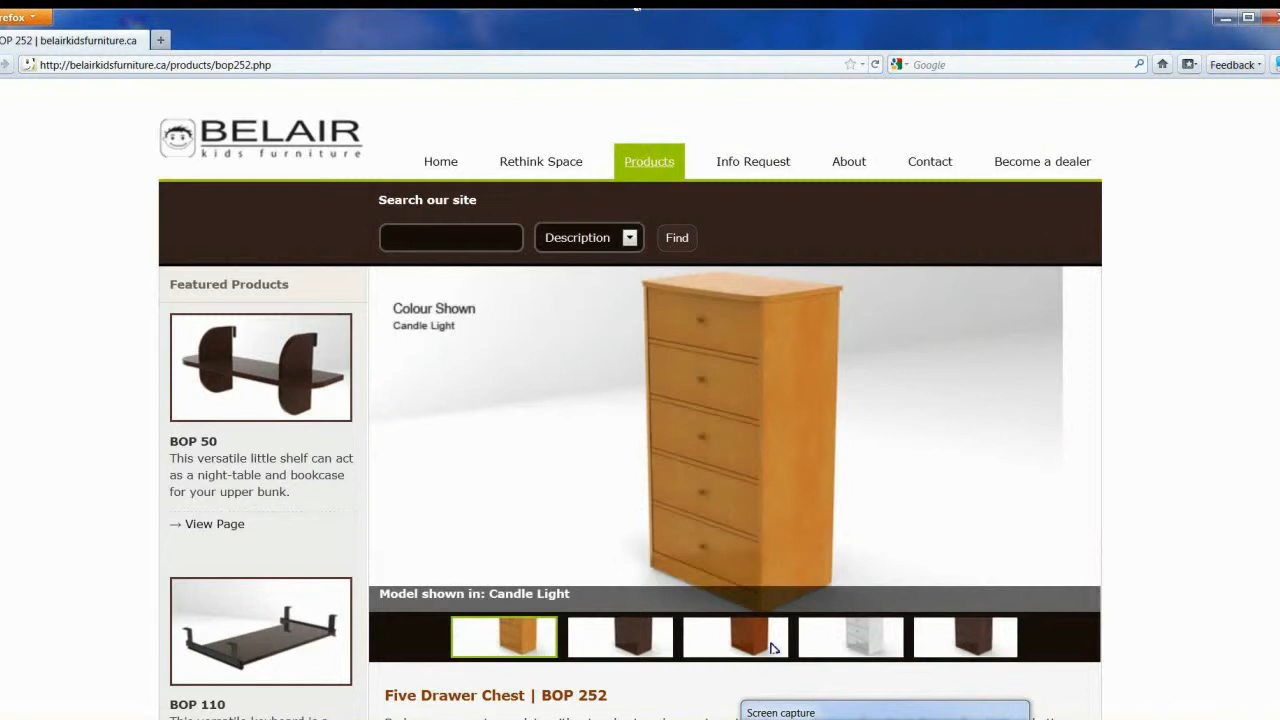 refox
OP 252 | belairkidsfurniture.ca
http://belairkidsfurniture.ca/products/bop252.php
Google
Feedback
BELAIR
kids furniture
Home
Rethink Space
Products
Info Request
About
Contact
Become a dealer
Search our site
Description
Find
Featured Products
Colour Shown
Candle Light
BOP 50
This versatile little shelf can act
as a night-table and bookcase
for your upper bunk.
→ View Page
Model shown in: Candle Light
BOP 110
Five Drawer Chest | BOP 252
Screen capture